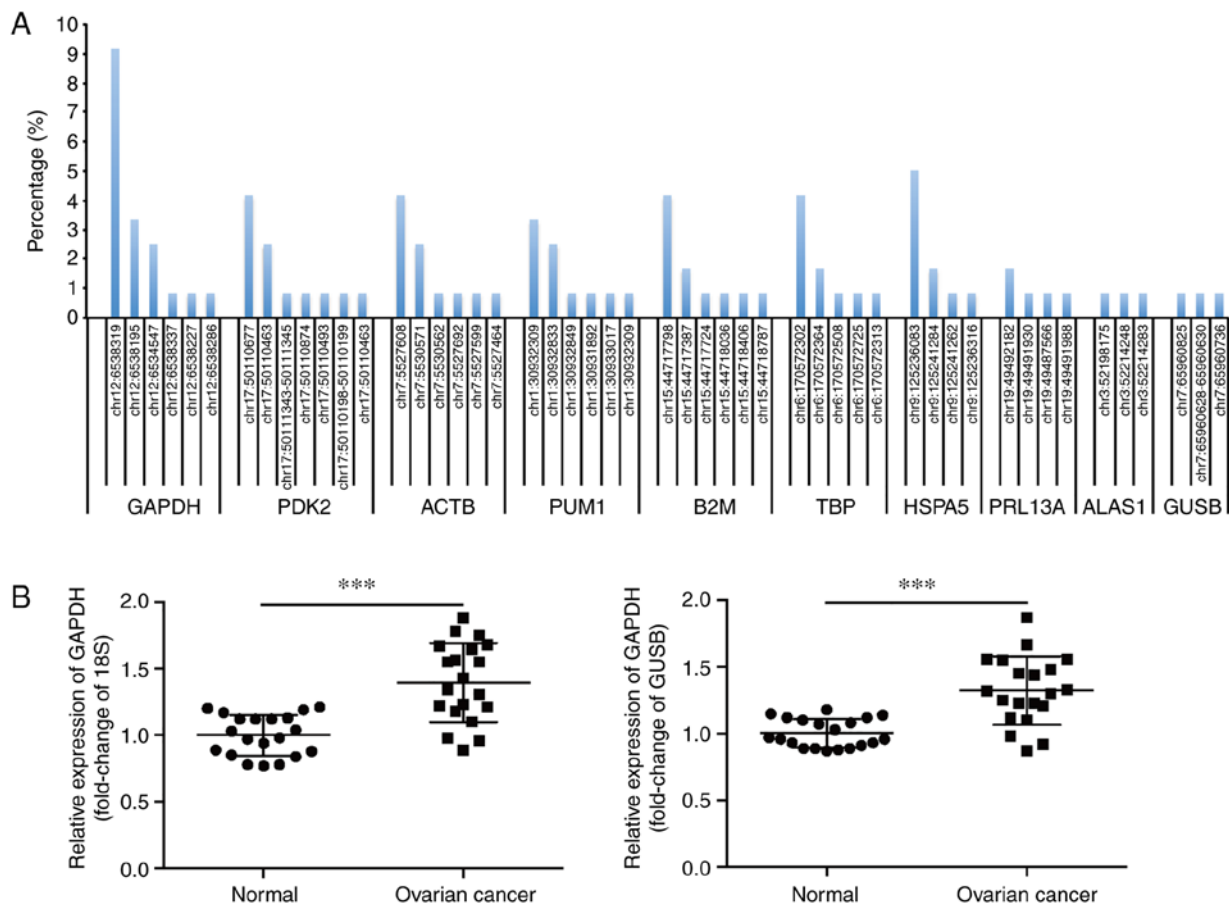 A
Percentage (%)
10
9
8
7
6
5
4
3
2
1
0
chr12:6538319
chr12:6538195
chr12:6534547
chr12:6538337
chr12:6538227
chr12:6538286
chr17:50110677
chr17:50110463
chr17:50111343-50111345
chr17:50110874
chr17:50110493
chr17:50110198-50110199
chr17:50110463
chr7:5527608
chr7:5530571
chr7:5530562
chr7:5527692
chr7:5527599
chr7:5527464
chr1:30932309
chr1:30932833
chr1:30932849
chr1:30931892
chr1:30933017
chr1:30932309
chr15:44717798
chr15:44717387
chr15:44717724
chr15:44718036
chr15:44718406
chr15:44718787
chr6:170572302
chr6:170572364
chr6:170572508
chr6:170572725
chr6:170572313
chr9:125236083
chr9:125241284
chr9:125241262
chr9:125236316
chr19:49492182
chr19:49491930
chr19:49487566
chr19:49491988
chr3:52198175
chr3:52214248
chr3:52214283
chr7:65960825
chr7:65960628-65960630
chr7:65960736
GAPDH PDK2 ACTB PUM1 B2M TBP HSPA5 PRL13A ALAS1 GUSB
B
Relative expression of GAPDH
(fold-change of 18S)
2.0
1.5
1.0
0.5
0.0
***
Normal Ovarian cancer
Relative expression of GAPDH
(fold-change of GUSB)
2.0
1.5
1.0
0.5
0.0
***
Normal Ovarian cancer